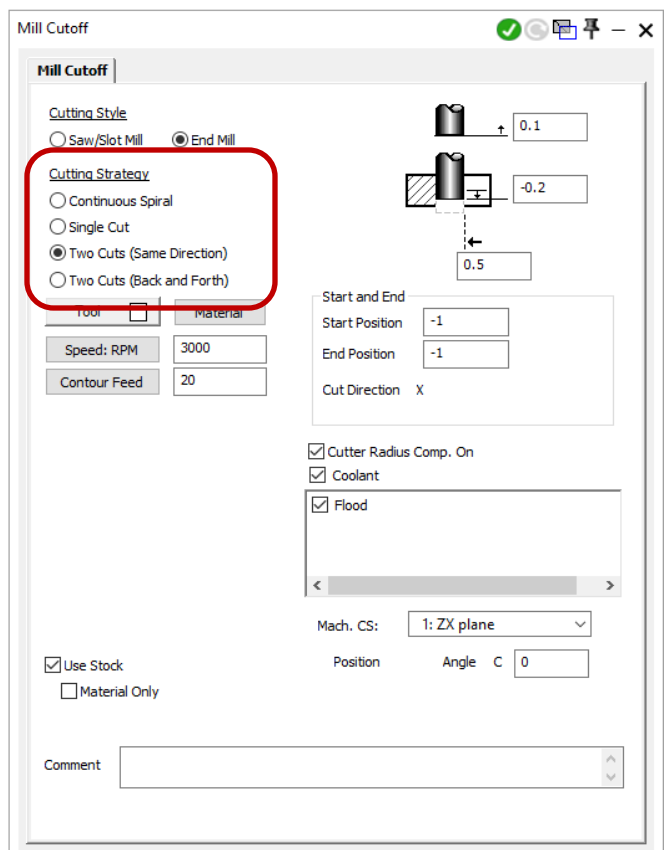 Mill Cutoff
Mill Cutoff
Cutting Style
Saw/Slot Mill
End Mill
Cutting Strategy
Continuous Spiral
Single Cut
Two Cuts (Same Direction)
Two Cuts (Back and Forth)
0.1
-0.2
0.5
Tool
Material
Speed: RPM
3000
Contour Feed
20
Start and End
Start Position
-1
End Position
-1
Cut Direction X
Cutter Radius Comp. On
Coolant
Flood
Mach. CS:
1: ZX plane
Position
Angle C
0
Use Stock
Material Only
Comment